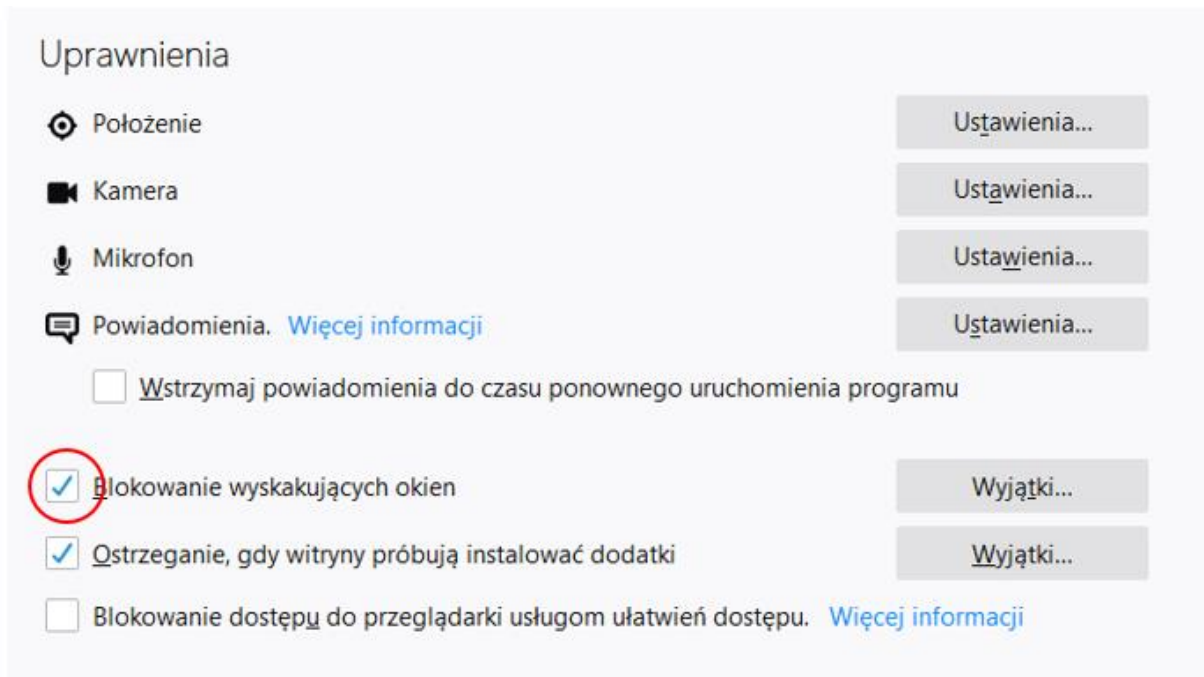 Uprawnienia
Położenie Ustawienia...
Kamera Ustawienia...
Mikrofon Ustawienia...
Powiadomienia. Więcej informacji Ustawienia...
Wstrzymaj powiadomienia do czasu ponownego uruchomienia programu
Blokowanie wyskakujących okien Wyjątki...
Ostrzeganie, gdy witryny próbują instalować dodatki Wyjątki...
Blokowanie dostępu do przeglądarki usługom ułatwień dostępu. Więcej informacji